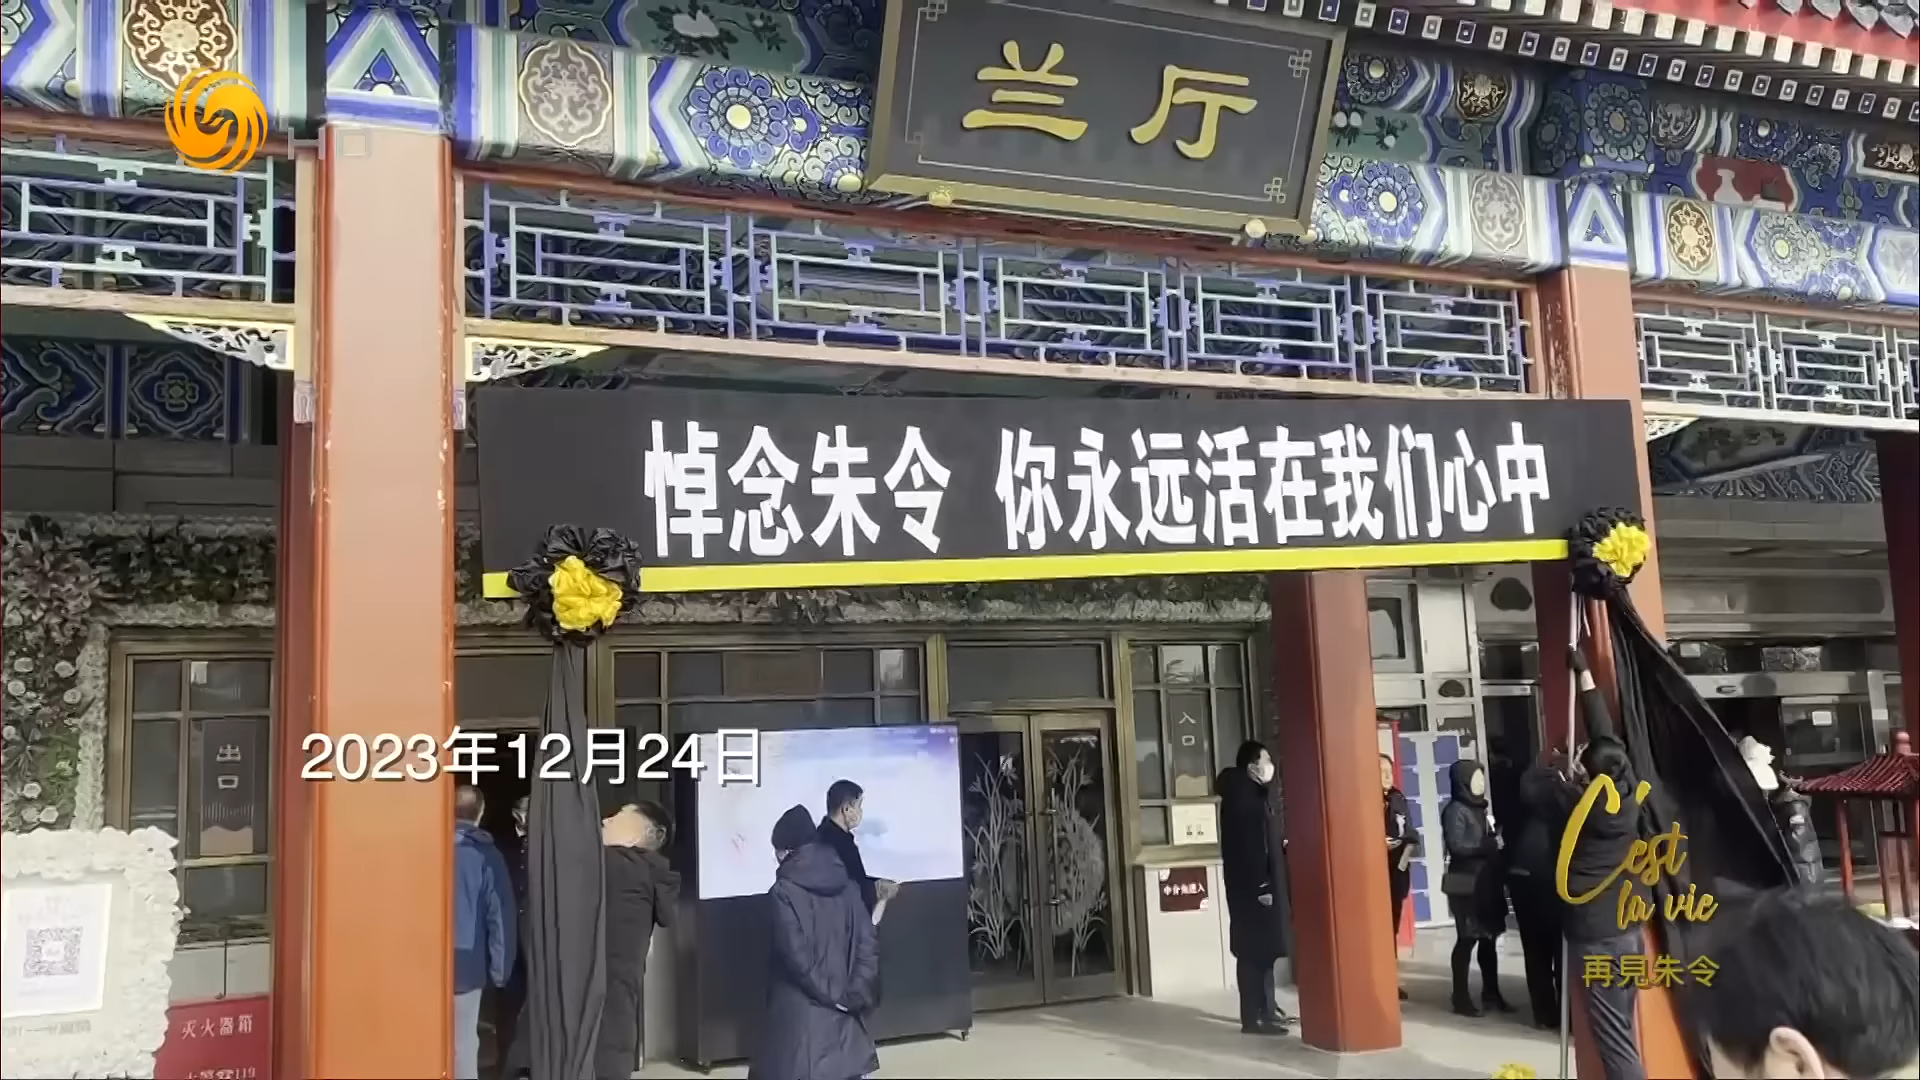 兰厅
悼念朱令 你永远活在我们心中
出口
入口
2023年12月24日
C'est
la vie
再見朱令
灭火器箱